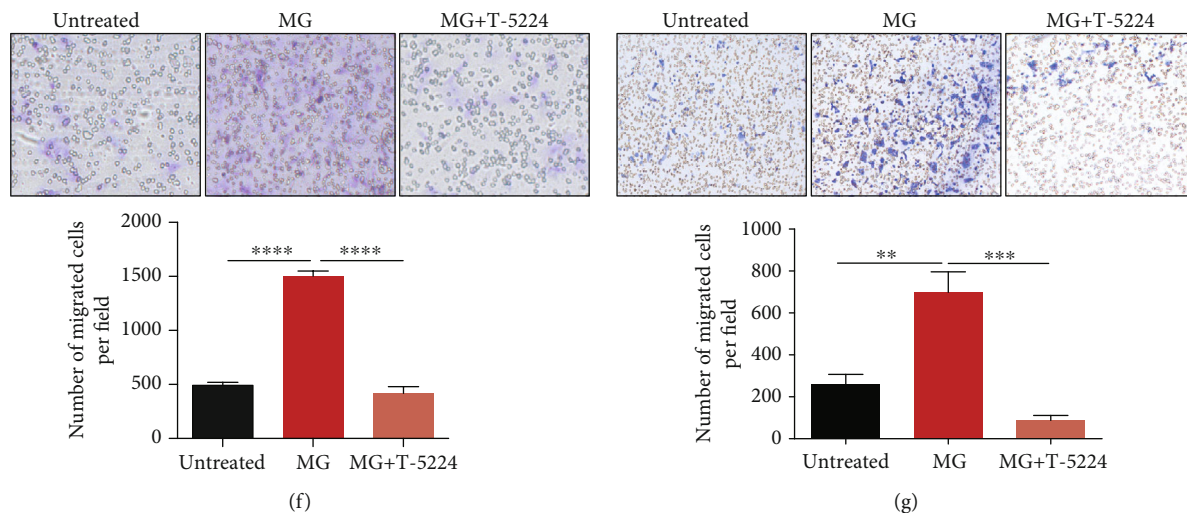 Untreated
MG
MG+T-5224
Number of migrated cells
per field
2000
1500
1000
500
0
****
****
Untreated
MG
MG+T-5224
(f)
Untreated
MG
MG+T-5224
Number of migrated cells
per field
1000
800
600
400
200
0
**
***
Untreated
MG
MG+T-5224
(g)